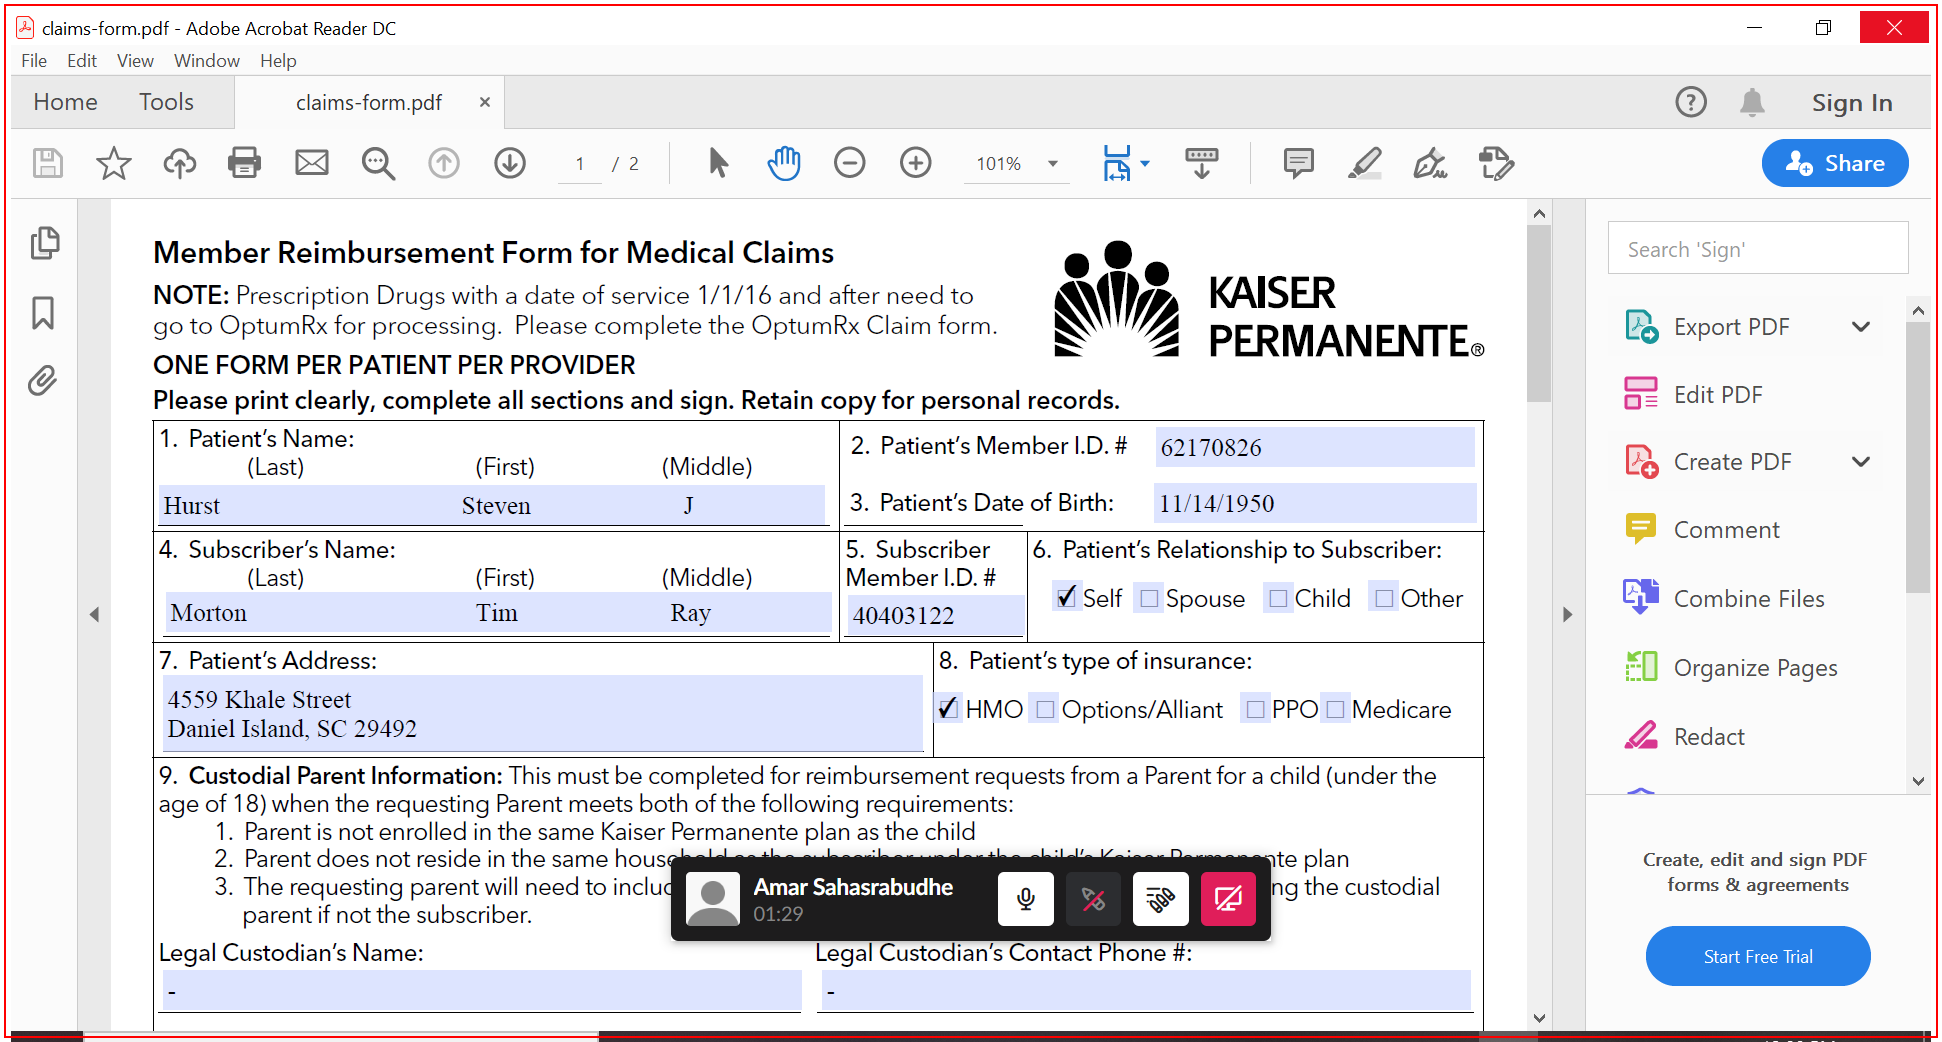 claims-form.pdf - Adobe Acrobat Reader DC
File Edit View Window Help
Home Tools claims-form.pdf × ? Sign In
1 / 2 101% Share
Member Reimbursement Form for Medical Claims
NOTE: Prescription Drugs with a date of service 1/1/16 and after need to
go to OptumRx for processing. Please complete the OptumRx Claim form.
ONE FORM PER PATIENT PER PROVIDER
Please print clearly, complete all sections and sign. Retain copy for personal records.
KAISER
PERMANENTE®
1. Patient's Name:
(Last) (First) (Middle)
Hurst Steven J
2. Patient's Member I.D. # 62170826
3. Patient's Date of Birth: 11/14/1950
4. Subscriber's Name:
(Last) (First) (Middle)
Morton Tim Ray
5. Subscriber
Member I.D. #
40403122
6. Patient's Relationship to Subscriber:
Self Spouse Child Other
7. Patient's Address:
4559 Khale Street
Daniel Island, SC 29492
8. Patient's type of insurance:
HMO Options/Alliant PPO Medicare
9. Custodial Parent Information: This must be completed for reimbursement requests from a Parent for a child (under the
age of 18) when the requesting Parent meets both of the following requirements:
1. Parent is not enrolled in the same Kaiser Permanente plan as the child
2. Parent does not reside in the same household as the subscriber under the child's Kaiser Permanente plan
3. The requesting parent will need to the custodial
parent if not the subscriber.
Amar Sahasrabudhe
01:29
Legal Custodian's Name: Legal Custodian's Contact Phone #:
- -
Search 'Sign'
Export PDF
Edit PDF
Create PDF
Comment
Combine Files
Organize Pages
Redact
Create, edit and sign PDF
forms & agreements
Start Free Trial